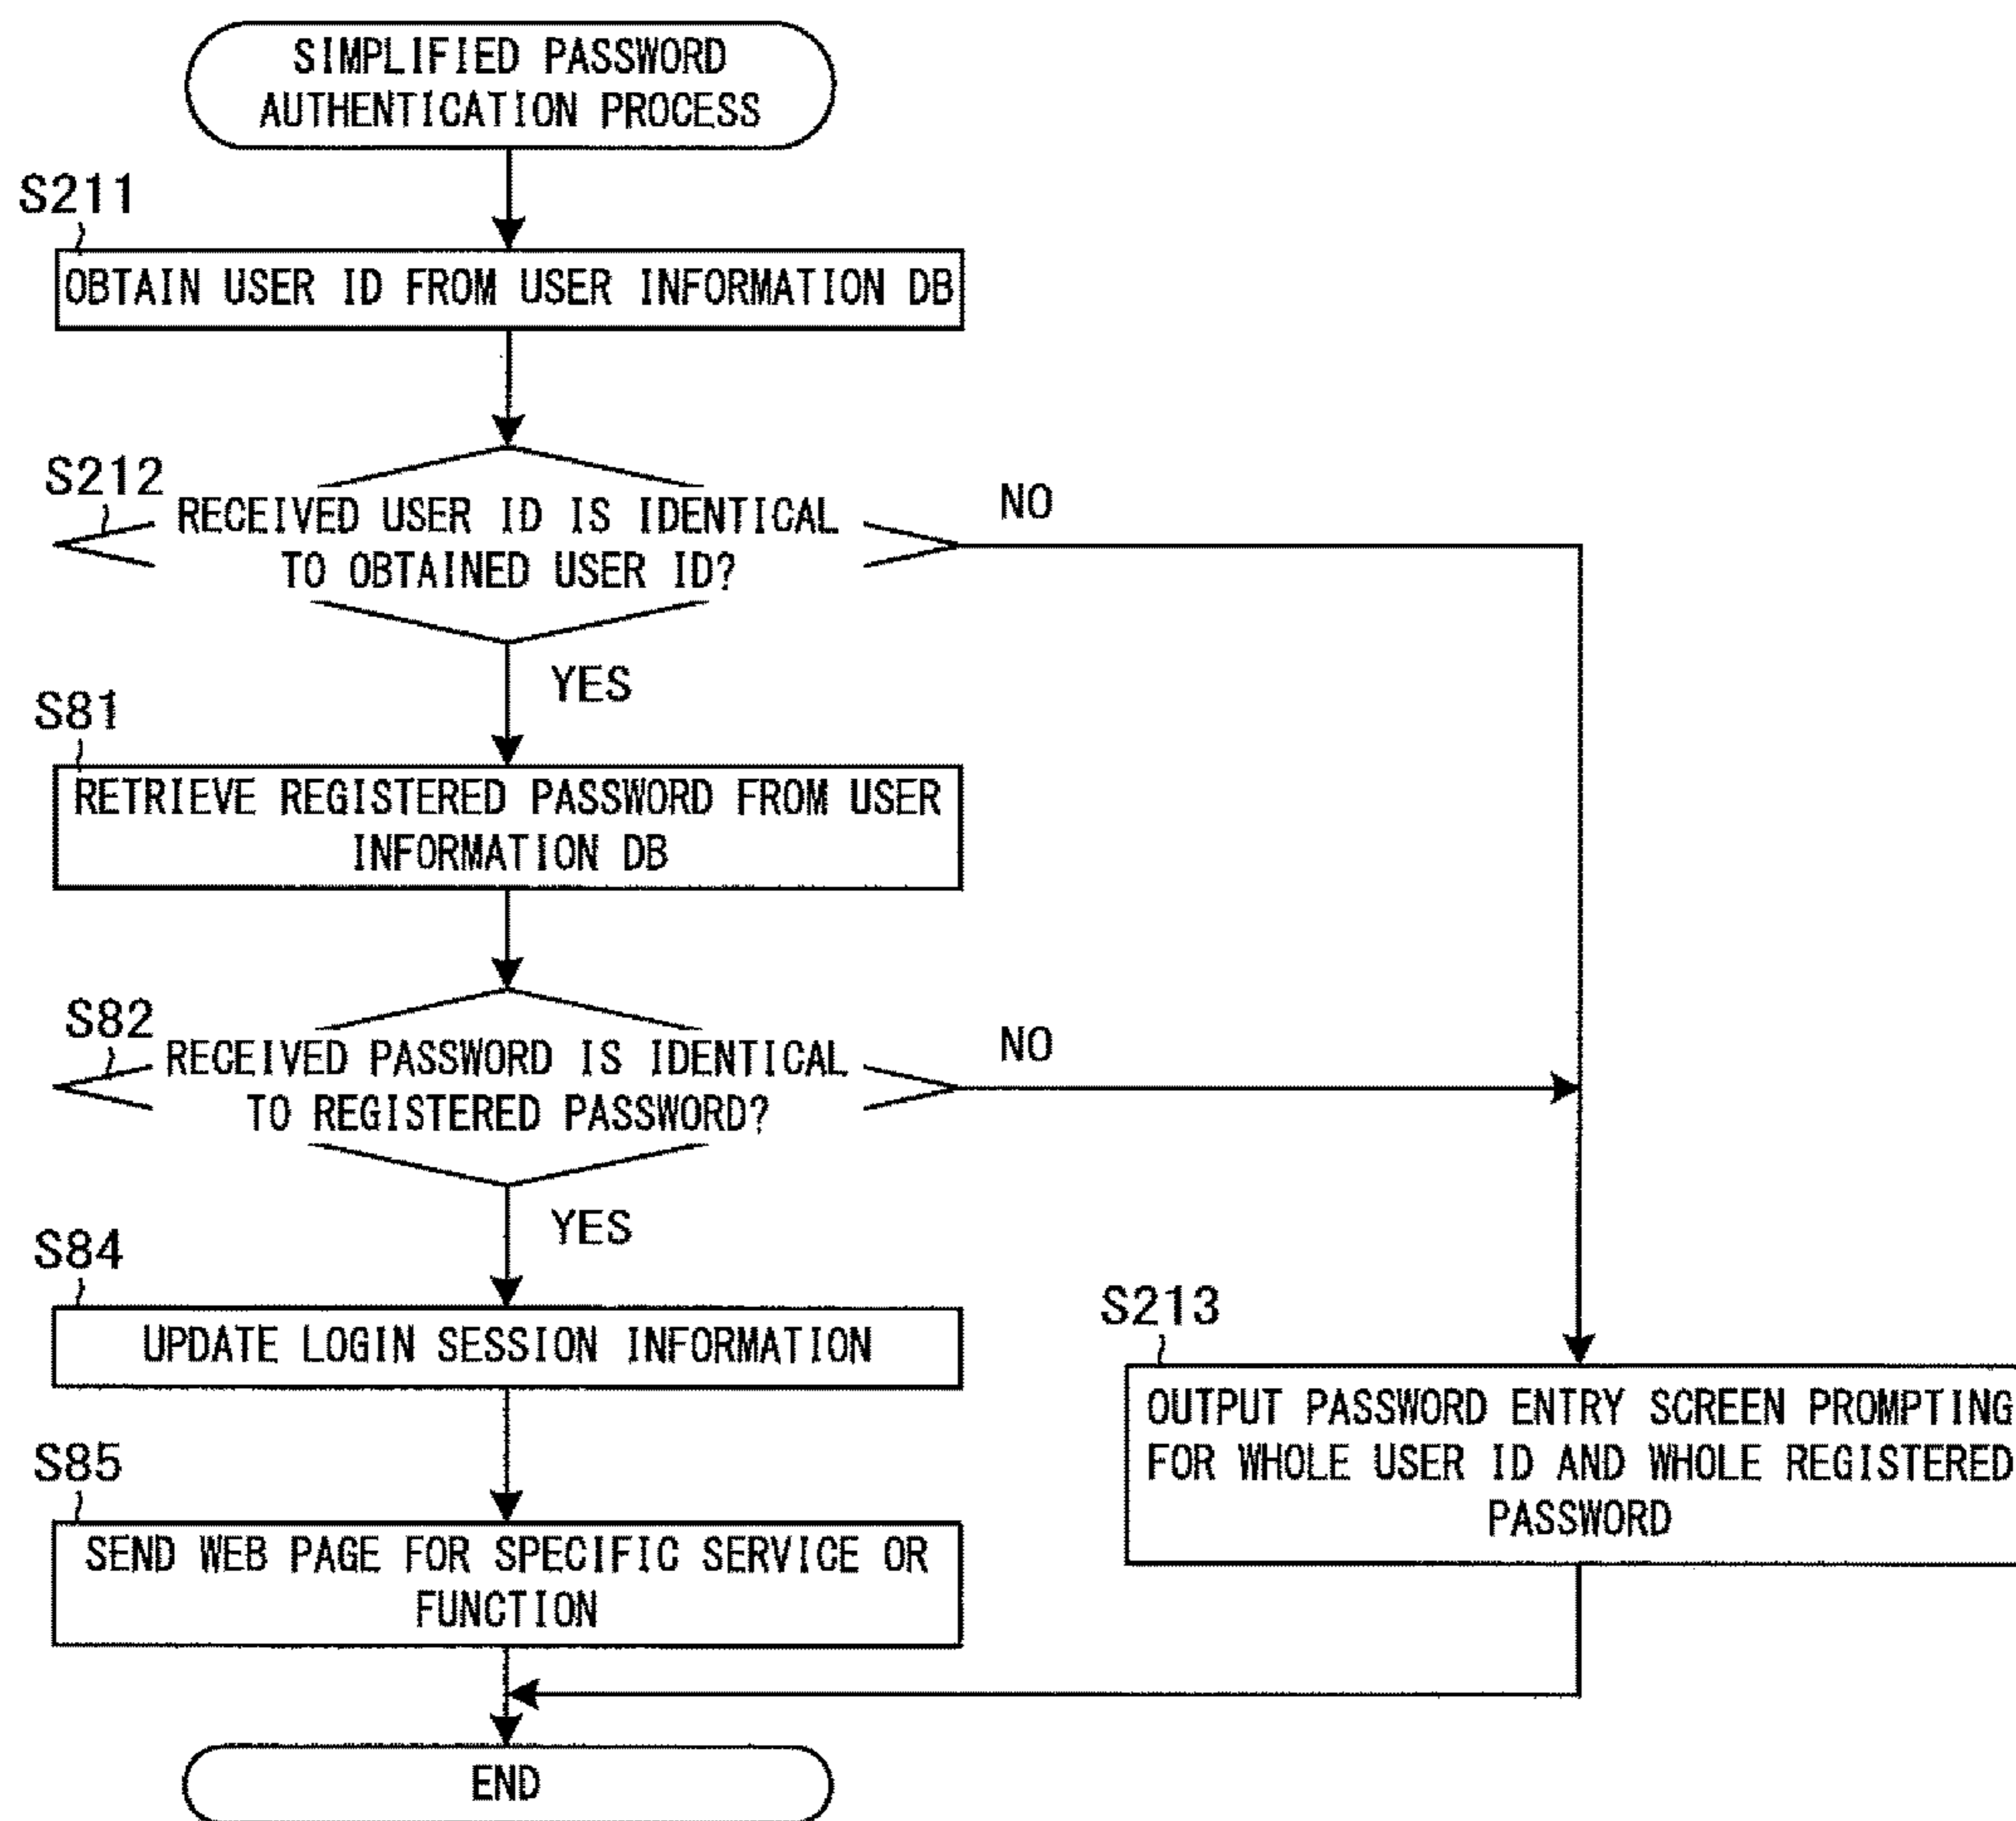 SIMPLIFIED PASSWORD
AUTHENTICATION PROCESS
S211
OBTAIN USER ID FROM USER INFORMATION DB
S212
RECEIVED USER ID IS IDENTICAL
TO OBTAINED USER ID?
NO
YES
S81
RETRIEVE REGISTERED PASSWORD FROM USER
INFORMATION DB
S82
RECEIVED PASSWORD IS IDENTICAL
TO REGISTERED PASSWORD?
NO
YES
S84
UPDATE LOGIN SESSION INFORMATION
S213
OUTPUT PASSWORD ENTRY SCREEN PROMPTING
FOR WHOLE USER ID AND WHOLE REGISTERED
PASSWORD
S85
SEND WEB PAGE FOR SPECIFIC SERVICE OR
FUNCTION
END